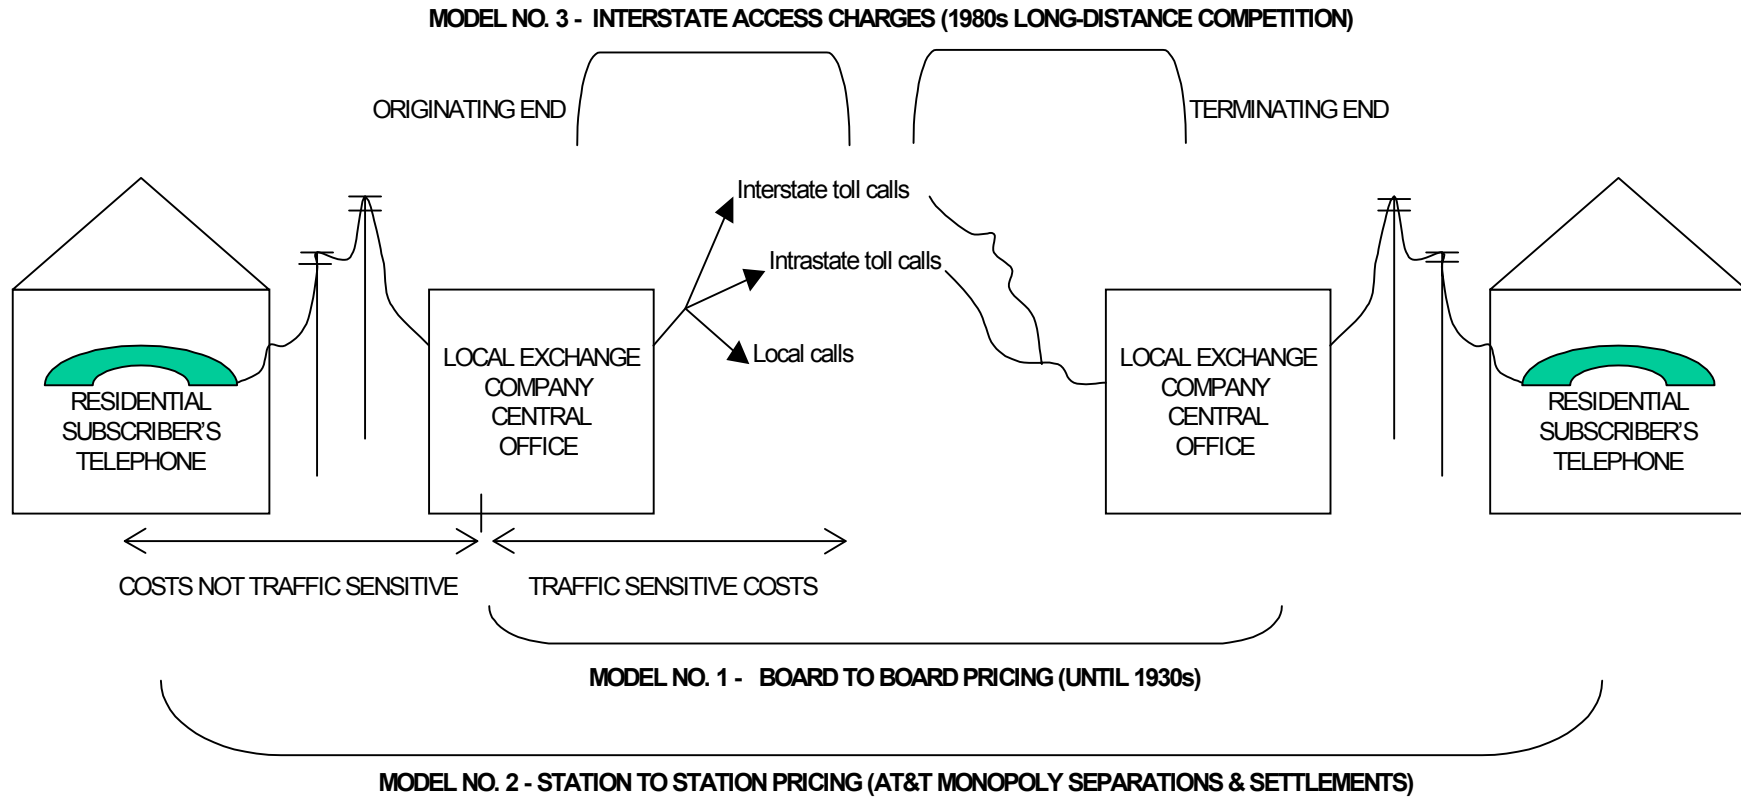 MODEL NO. 3 - INTERSTATE ACCESS CHARGES (1980s LONG-DISTANCE COMPETITION)
ORIGINATING END
TERMINATING END
Interstate toll calls
Intrastate toll calls
Local calls
RESIDENTIAL
SUBSCRIBER'S
TELEPHONE
LOCAL EXCHANGE
COMPANY
CENTRAL
OFFICE
LOCAL EXCHANGE
COMPANY
CENTRAL
OFFICE
RESIDENTIAL
SUBSCRIBER'S
TELEPHONE
COSTS NOT TRAFFIC SENSITIVE
TRAFFIC SENSITIVE COSTS
MODEL NO. 1 - BOARD TO BOARD PRICING (UNTIL 1930s)
MODEL NO. 2 - STATION TO STATION PRICING (AT&T MONOPOLY SEPARATIONS & SETTLEMENTS)